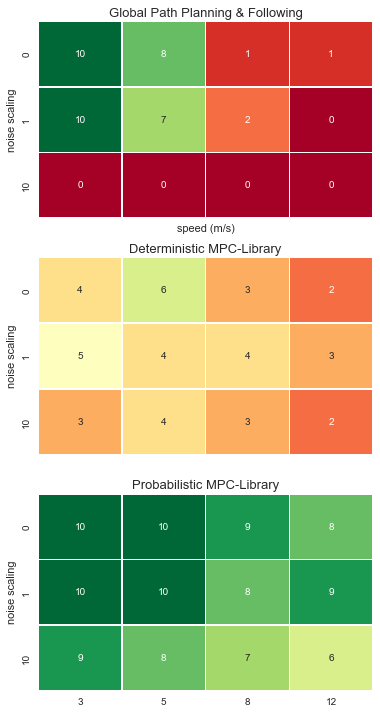 Global Path Planning & Following
noise scaling
0
10 8 1 1
1
10 7 2 0
10
0 0 0 0
speed (m/s)
Deterministic MPC-Library
noise scaling
0
4 6 3 2
1
5 4 4 3
10
3 4 3 2
Probabilistic MPC-Library
noise scaling
0
10 10 9 8
1
10 10 8 9
10
9 8 7 6
3 5 8 12